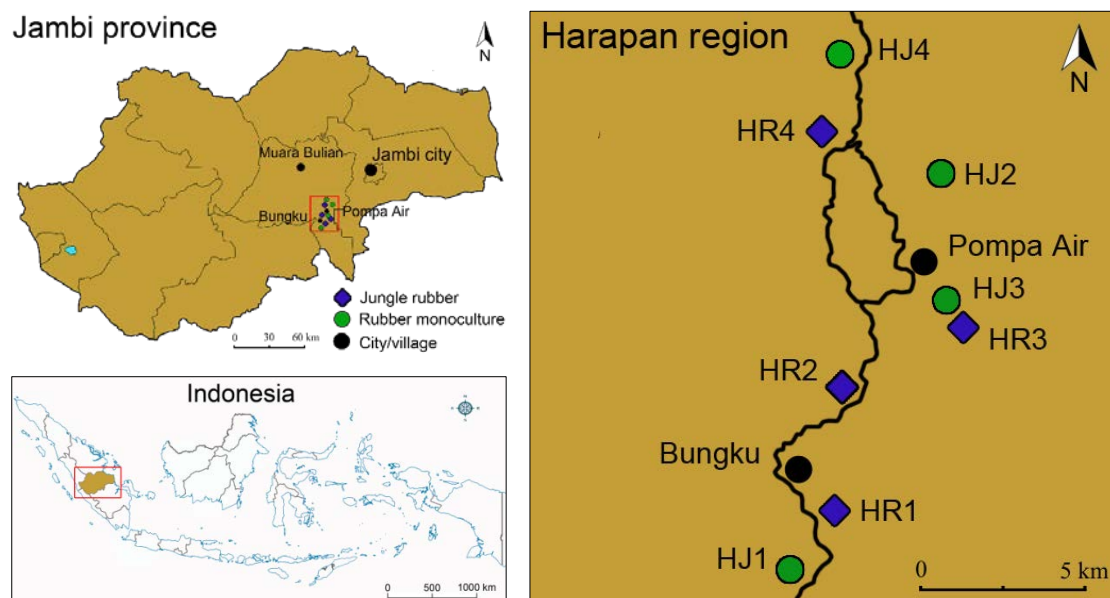 Jambi province
N
Muara Bulian
Jambi city
Bungku
Pompa Air
Jungle rubber
Rubber monoculture
City/village
0 30 60 km
Indonesia
0 500 1000 km
Harapan region
N
HJ4
HR4
HJ2
Pompa Air
HJ3
HR3
HR2
Bungku
HR1
HJ1
0 5 km